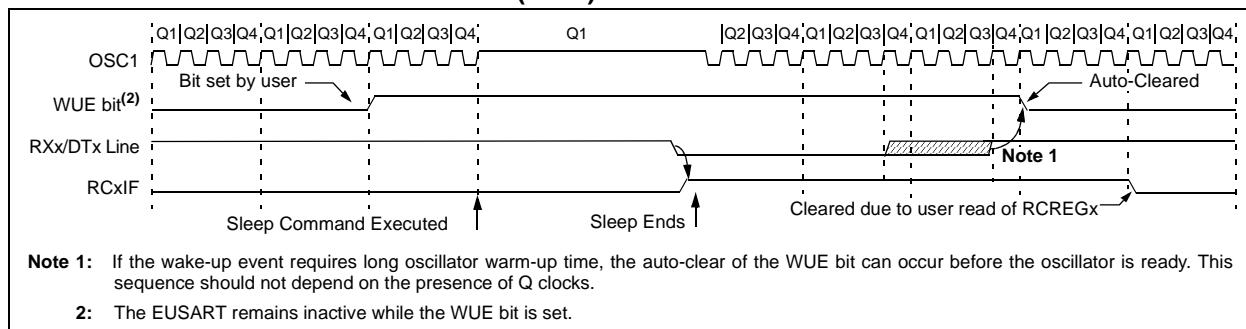 Q1|Q2|Q3|Q4|Q1|Q2|Q3|Q4|Q1|Q2|Q3|Q4| Q1 |Q2|Q3|Q4|Q1|Q2|Q3|Q4|Q1|Q2|Q3|Q4|Q1|Q2|Q3|Q4|
OSC1
Bit set by user
Auto-Cleared
WUE bit(2)
RXx/DTx Line
Note 1
RCxIF
Sleep Command Executed
Sleep Ends
Cleared due to user read of RCREGx
Note 1: If the wake-up event requires long oscillator warm-up time, the auto-clear of the WUE bit can occur before the oscillator is ready. This
sequence should not depend on the presence of Q clocks.
2: The EUSART remains inactive while the WUE bit is set.